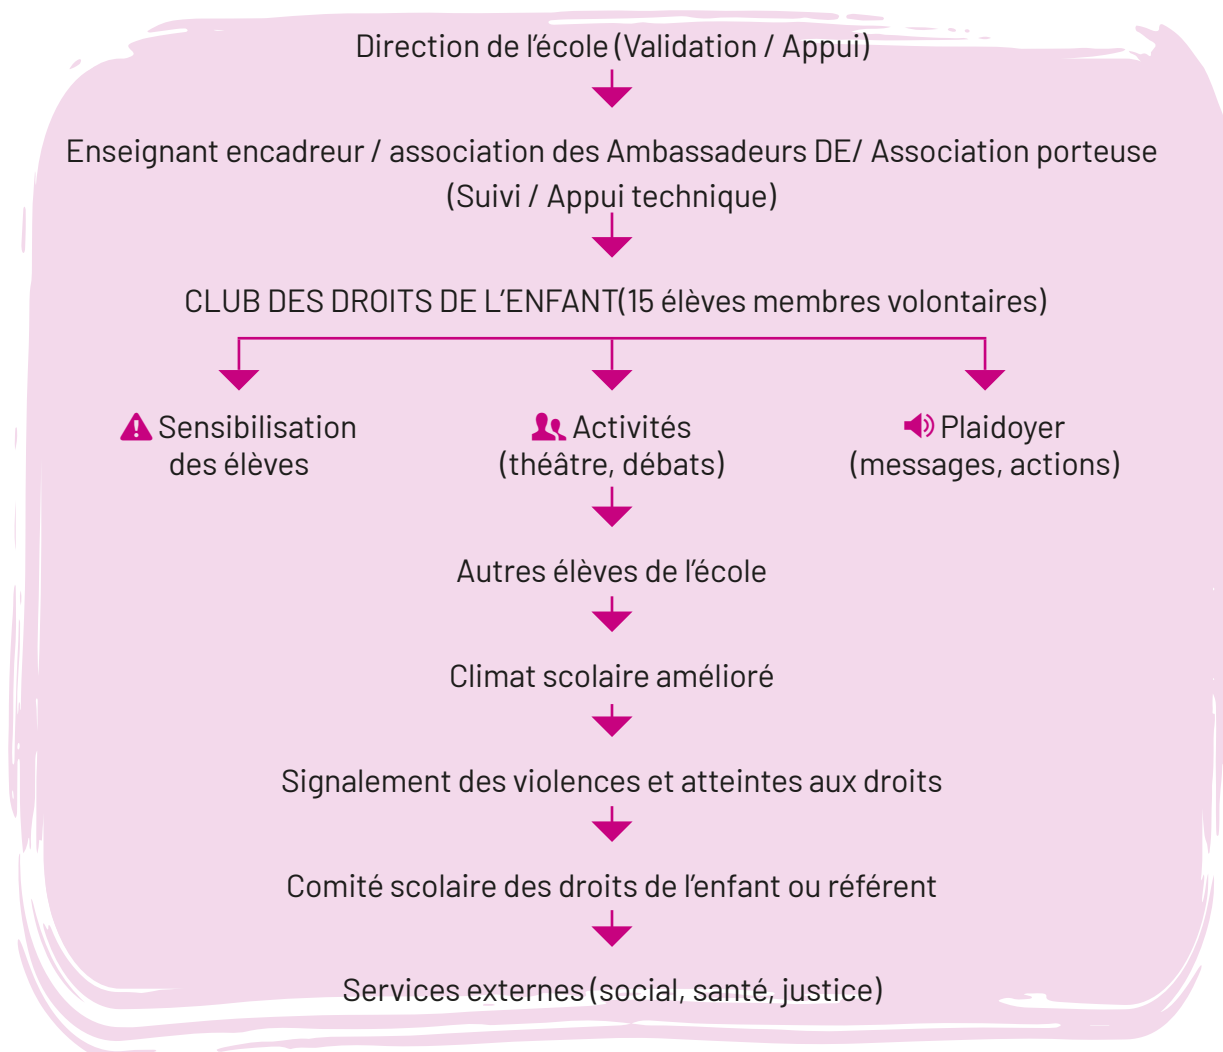 Direction de l'école (Validation / Appui)
Enseignant encadreur / association des Ambassadeurs DE/ Association porteuse
(Suivi / Appui technique)
CLUB DES DROITS DE L'ENFANT(15 élèves membres volontaires)
Sensibilisation
des élèves
Activités
(théâtre, débats)
Plaidoyer
(messages, actions)
Autres élèves de l'école
Climat scolaire amélioré
Signalement des violences et atteintes aux droits
Comité scolaire des droits de l'enfant ou référent
Services externes (social, santé, justice)